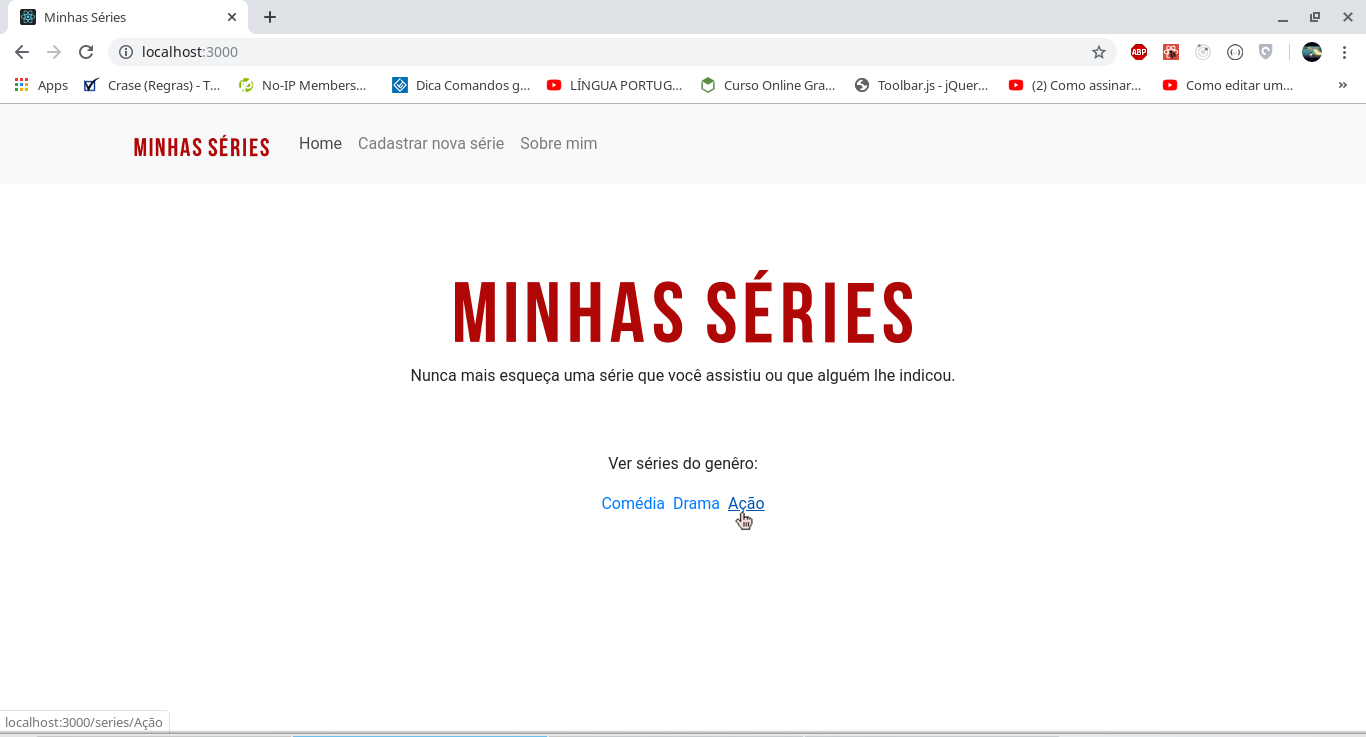 Minhas Séries
localhost:3000
Apps Crase (Regras) - T... No-IP Members... Dica Comandos g... LÍNGUA PORTUG... Curso Online Gra... Toolbar.js - jQuer... (2) Como assinar... Como editar um... »
ABP
MINHAS SÉRIES Home Cadastrar nova série Sobre mim
MINHAS SÉRIES
Nunca mais esqueça uma série que você assistiu ou que alguém lhe indicou.
Ver séries do genêro:
Comédia Drama Ação
localhost:3000/series/Ação